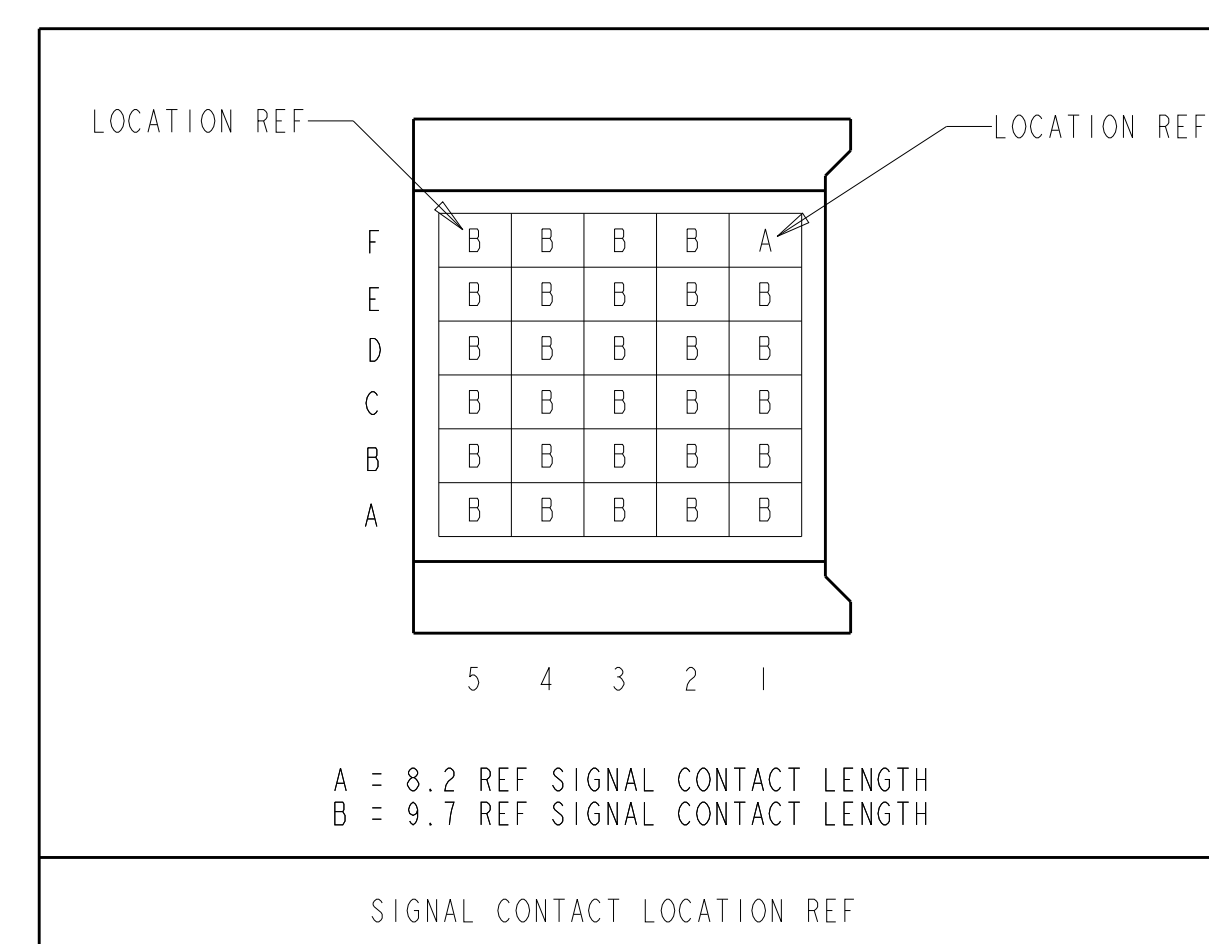 LOCATION REF LOCATION REF
F B B B B A
E B B B B B
D B B B B B
C B B B B B
B B B B B B
A B B B B B
5 4 3 2 1
A = 8.2 REF SIGNAL CONTACT LENGTH
B = 9.7 REF SIGNAL CONTACT LENGTH
SIGNAL CONTACT LOCATION REF